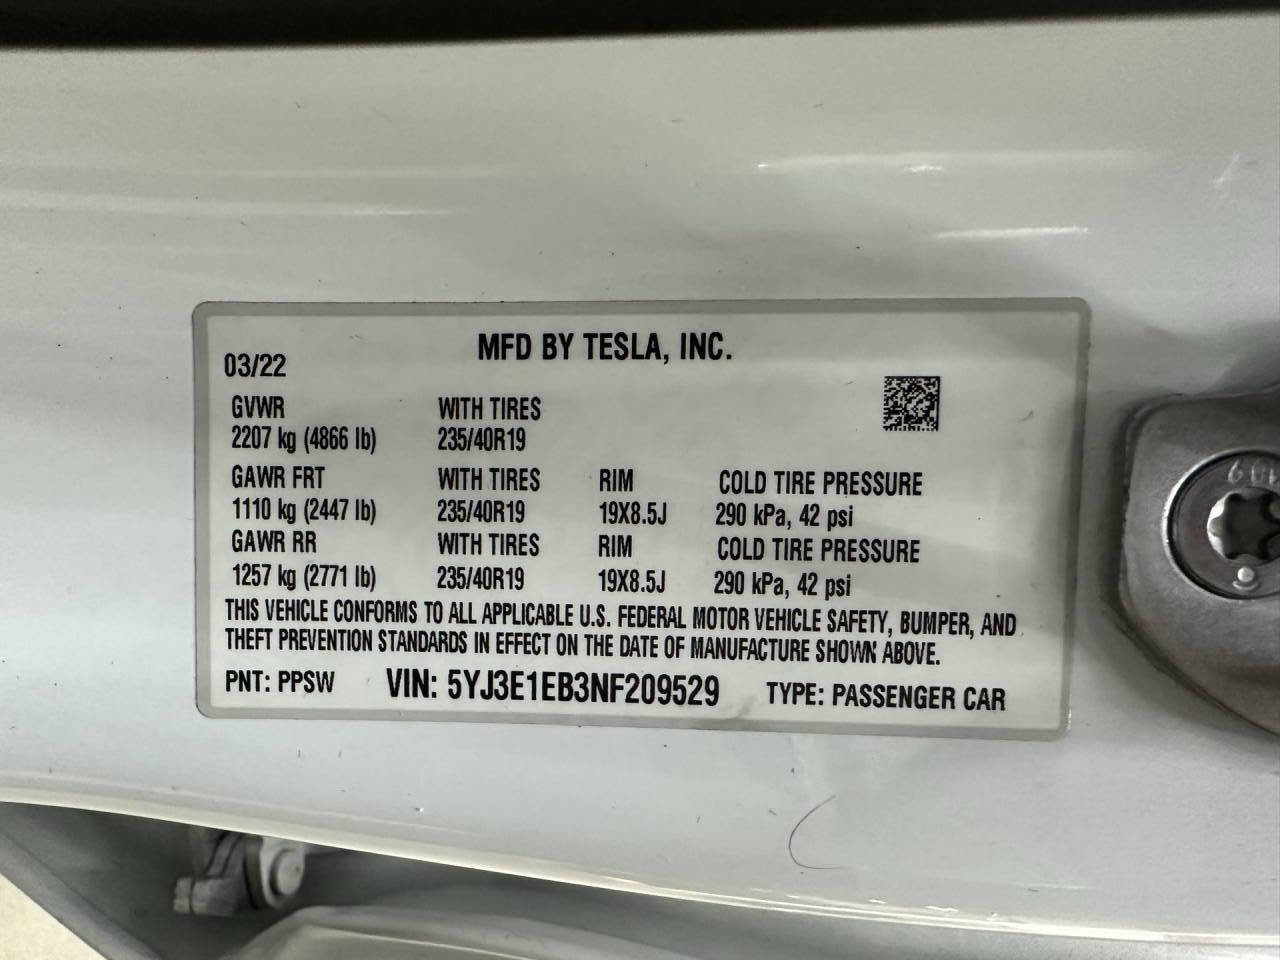 MFD BY TESLA, INC.
03/22
GVWR WITH TIRES
2207 kg (4866 lb) 235/40R19
GAWR FRT WITH TIRES RIM COLD TIRE PRESSURE
1110 kg (2447 lb) 235/40R19 19X8.5J 290 kPa, 42 psi
GAWR RR WITH TIRES RIM COLD TIRE PRESSURE
1257 kg (2771 lb) 235/40R19 19X8.5J 290 kPa, 42 psi
THIS VEHICLE CONFORMS TO ALL APPLICABLE U.S. FEDERAL MOTOR VEHICLE SAFETY, BUMPER, AND
THEFT PREVENTION STANDARDS IN EFFECT ON THE DATE OF MANUFACTURE SHOWN ABOVE.
PNT: PPSW VIN: 5YJ3E1EB3NF209529 TYPE: PASSENGER CAR